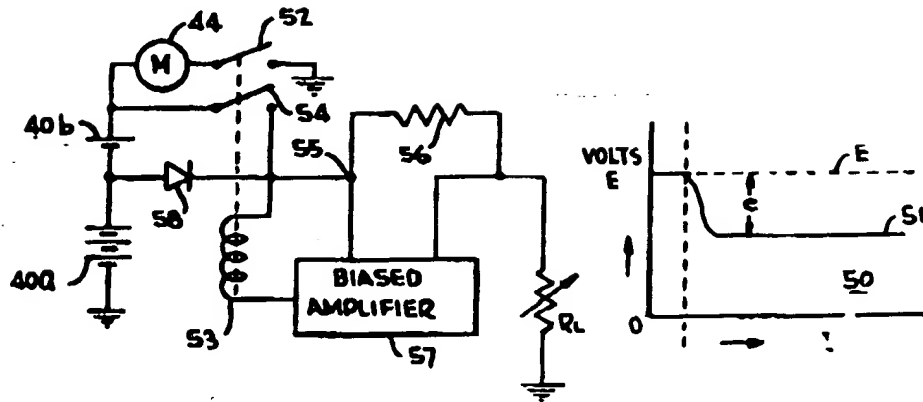 44
52
M
54
40b
55
56
58
40a
53
BIASED
AMPLIFIER
57
RL
VOLTS
E
E
e
51
50
0